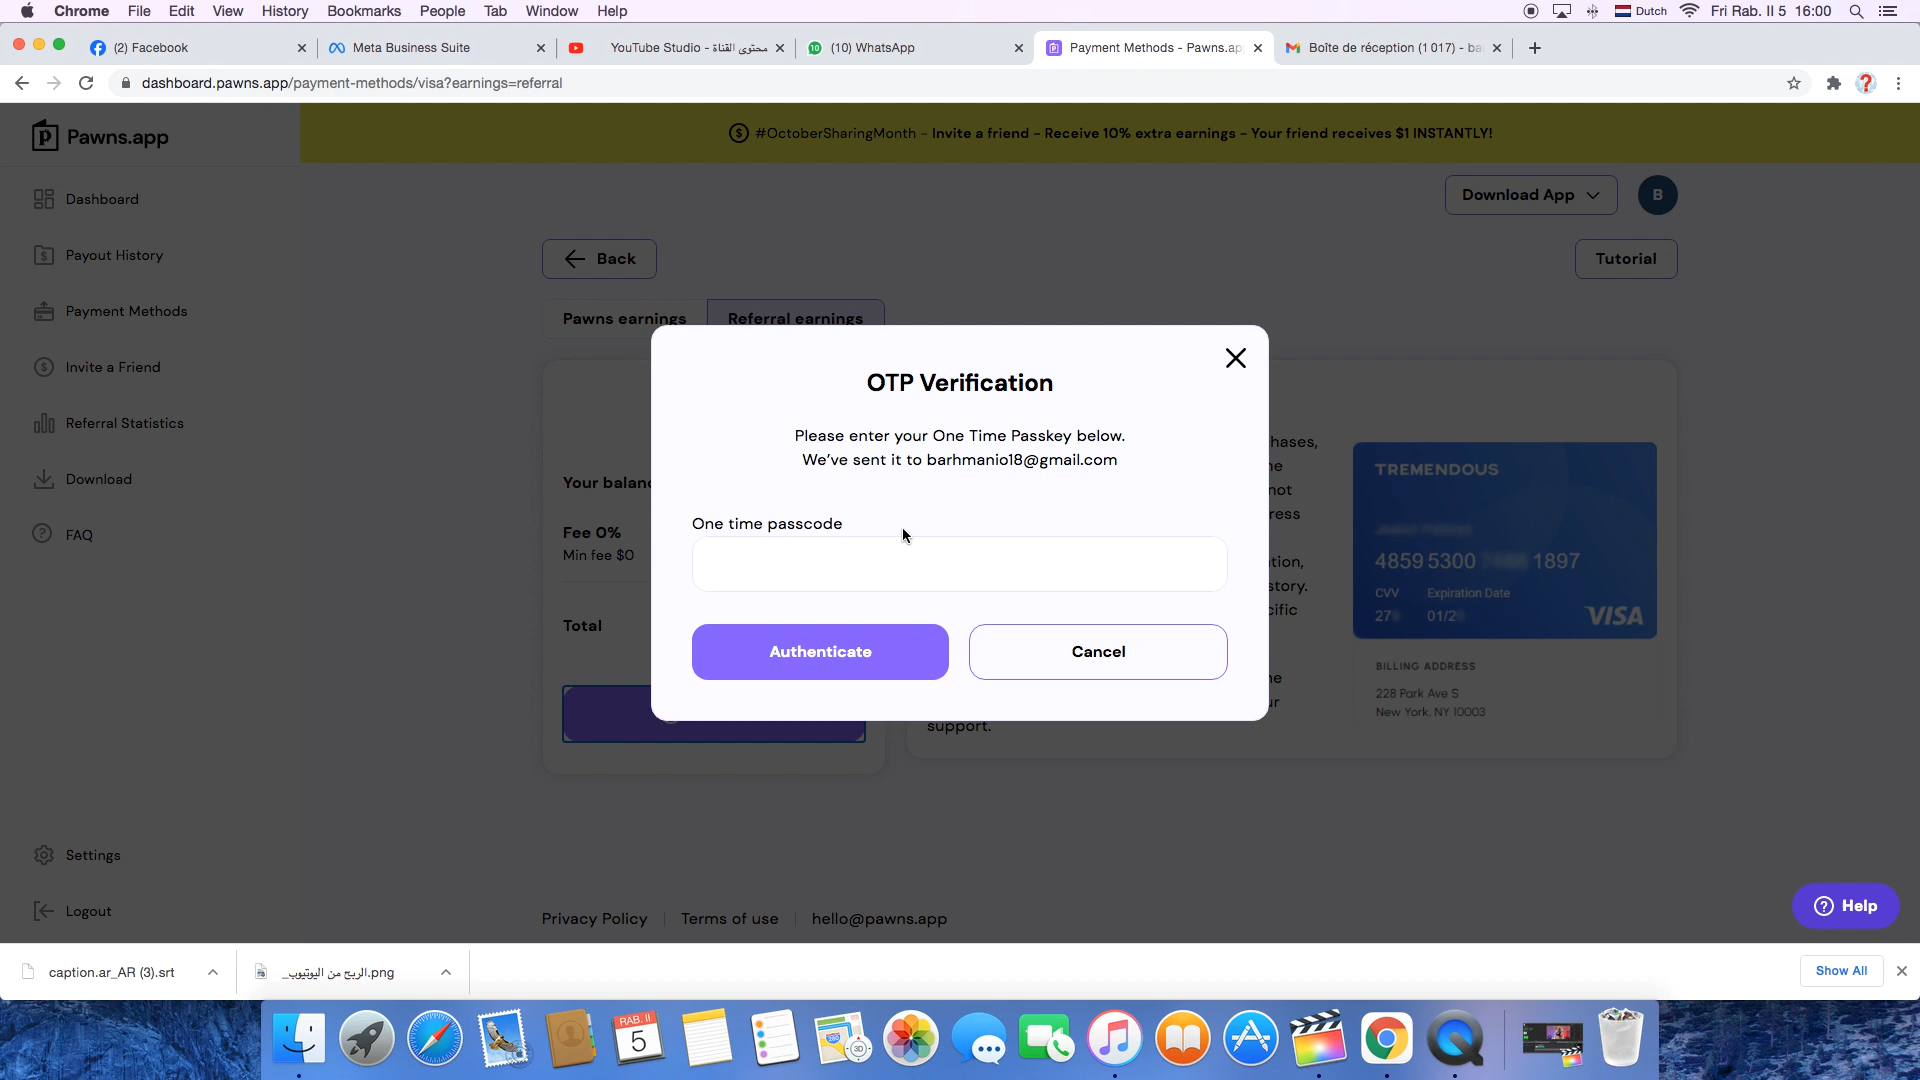 Chrome File Edit View History Bookmarks People Tab Window Help
Dutch Fri Rab. II 5 16:00
(2) Facebook
Meta Business Suite
YouTube Studio - محتوى القناة
(10) WhatsApp
Payment Methods - Pawns.ap
Boîte de réception (1 017) - ba
dashboard.pawns.app/payment-methods/visa?earnings=referral
Pawns.app
#OctoberSharingMonth - Invite a friend - Receive 10% extra earnings - Your friend receives $1 INSTANTLY!
Download App
B
Dashboard
Payout History
Payment Methods
Invite a Friend
Referral Statistics
Download
FAQ
Settings
Logout
Back
Tutorial
Pawns earnings
Referral earnings
Your balanc
Fee 0%
Min fee $0
Total
OTP Verification
Please enter your One Time Passkey below.
We've sent it to barhmanio18@gmail.com
One time passcode
Authenticate
Cancel
hases,
ne
not
ress
tion,
story.
cific
ne
ur
support.
TREMENDOUS
4859 5300 1897
CVV Expiration Date
27 01/2
VISA
BILLING ADDRESS
228 Park Ave S
New York, NY 10003
Privacy Policy
Terms of use
hello@pawns.app
Help
caption.ar_AR (3).srt
الربح من اليوتيوب_.png
Show All
RAB. II
5
280
3D